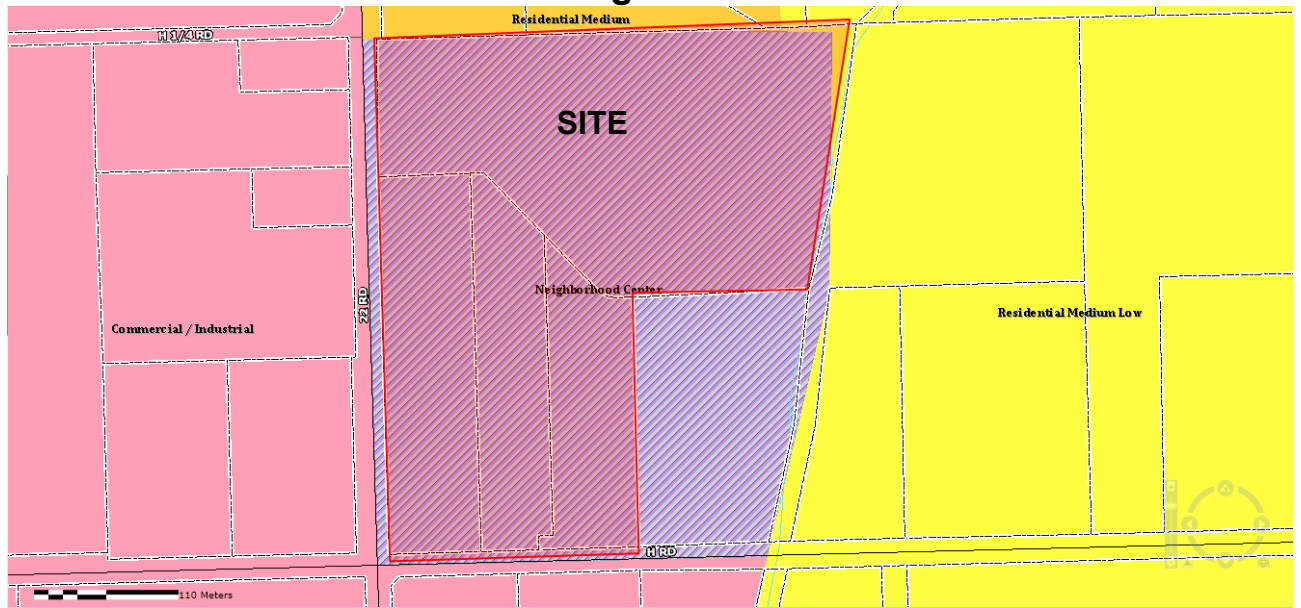 Residential Medium
H 1/4 RD
SITE
Neighborhood Center
22 RD
Commercial / Industrial
Residential Medium Low
H RD
110 Meters